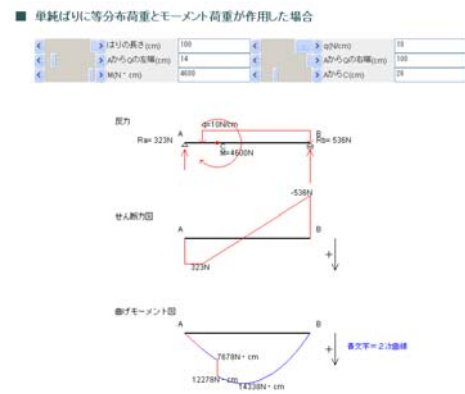 ■ 単純ばりに等分布荷重とモーメント荷重が作用した場合
はりの長さ(cm) 100 q(N/cm) 10
AからQの左端(cm) 14 AからQの右端(cm) 100
M(N・cm) 4600 AからC(cm) 26
反力
A q=10N/cm B
Ra= 323N Rb= 536N
C
M=4600N
-536N
せん断力図
A B
+
323N
曲げモーメント図
A B
+
7678N・cm 青文字=2次曲線
12278N・cm
14338N・cm